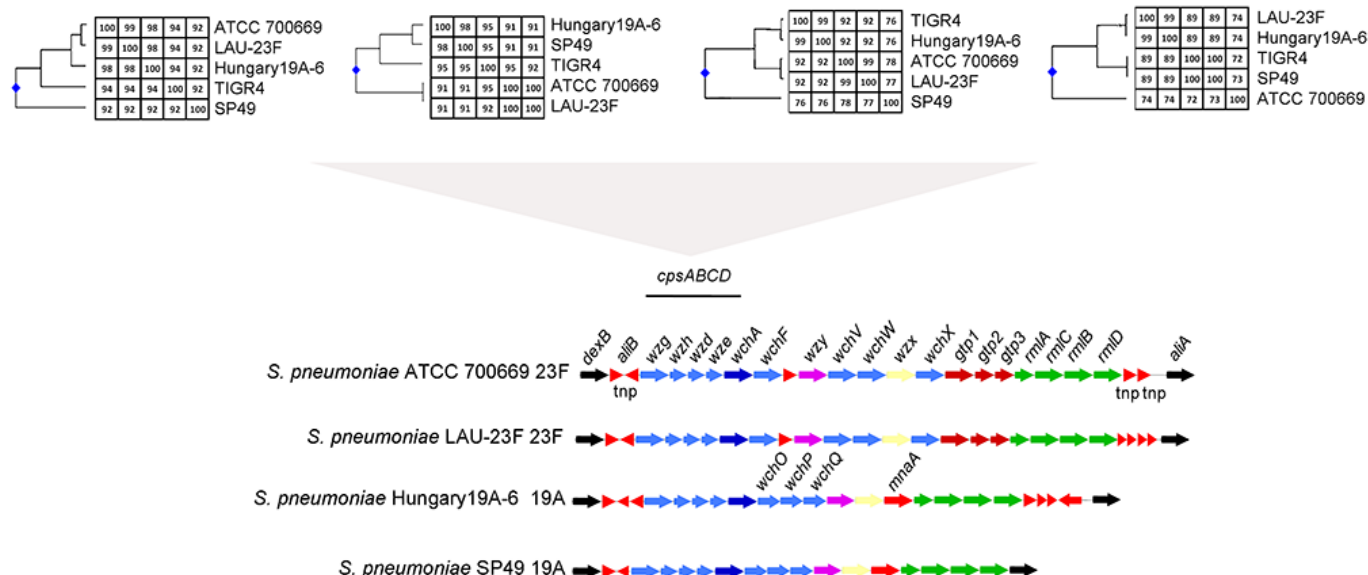 100 99 98 94 92 ATCC 700669
99 100 98 94 92 LAU-23F
98 98 100 94 92 Hungary19A-6
94 94 94 100 92 TIGR4
92 92 92 92 100 SP49
100 98 95 91 91 Hungary19A-6
98 100 95 91 91 SP49
95 95 100 95 92 TIGR4
91 91 95 100 100 ATCC 700669
91 91 92 100 100 LAU-23F
100 99 92 92 76 TIGR4
99 100 92 92 76 Hungary19A-6
92 92 100 99 78 ATCC 700669
92 92 99 100 77 LAU-23F
76 76 78 77 100 SP49
100 99 89 89 74 LAU-23F
99 100 89 89 74 Hungary19A-6
89 89 100 100 72 TIGR4
89 89 100 100 73 SP49
74 74 72 73 100 ATCC 700669
cpsABCD
dexB aliB wzg wzh wzd wze wchA wchF wzy wchV wchW wzx wchX gtp1 gtp2 gtp3 rmlA rmlC rmlB rmlD aliA
S. pneumoniae ATCC 700669 23F
tnp tnp tnp
S. pneumoniae LAU-23F 23F
wchO wchP wchQ mnaA
S. pneumoniae Hungary19A-6 19A
S. pneumoniae SP49 19A